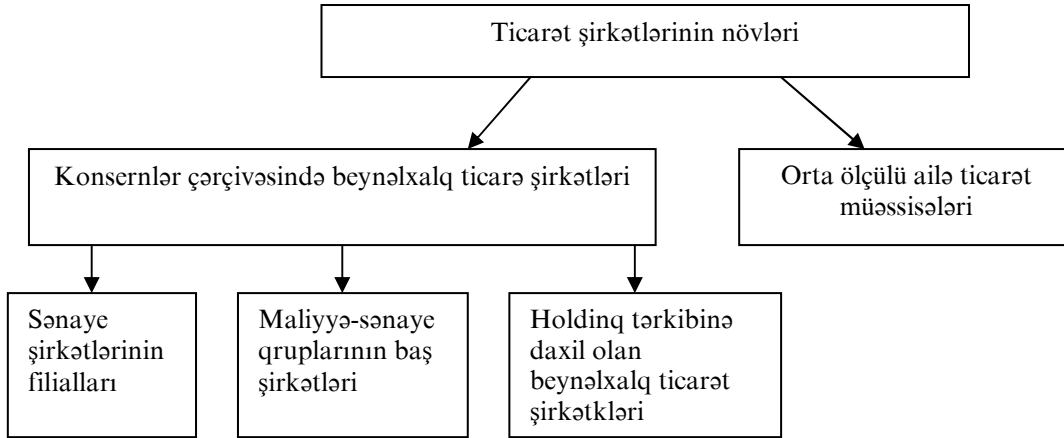 Ticarət şirkətlərinin növləri
Konsernlər çərçivəsində beynəlxalq ticarə şirkətləri
Orta ölçülü ailə ticarət
müəssisələri
Sənaye
şirkətlərinin
filialları
Maliyyə-sənaye
qruplarının baş
şirkətləri
Holdinq tərkibinə
daxil olan
beynəlxalq ticarət
şirkətkləri